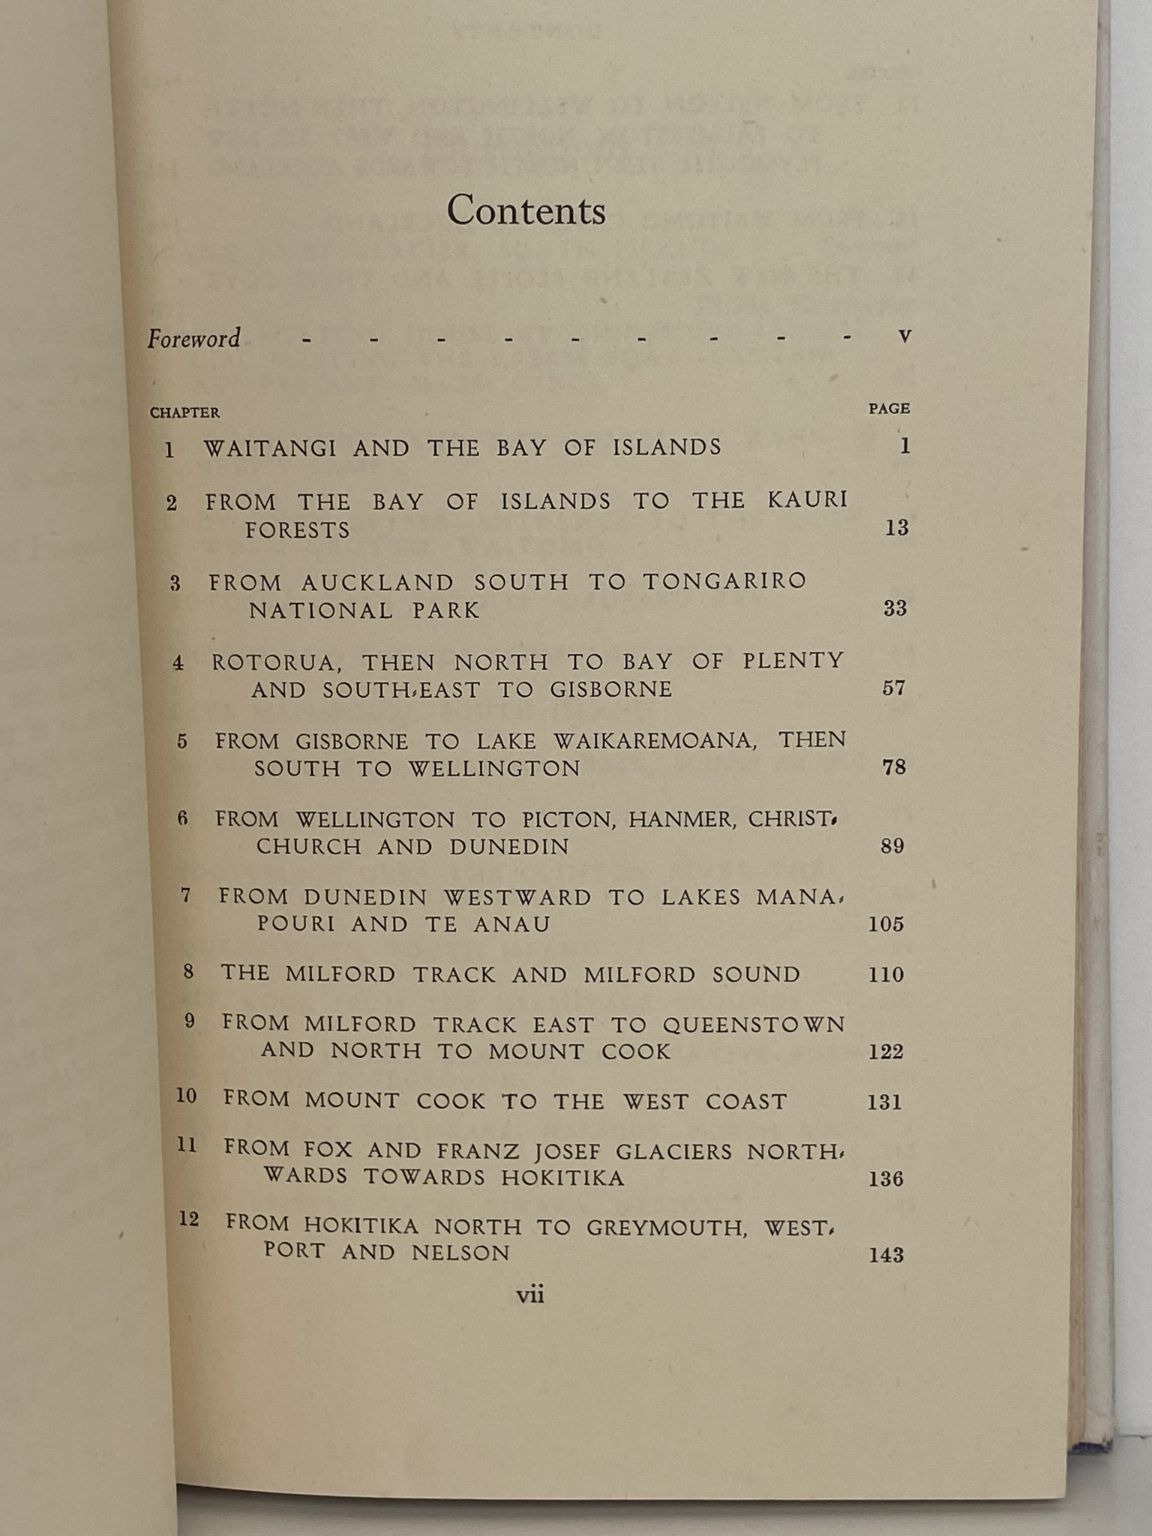 Contents
Foreword - - - - - - - - - v
CHAPTER PAGE
1 WAITANGI AND THE BAY OF ISLANDS 1
2 FROM THE BAY OF ISLANDS TO THE KAURI
FORESTS 13
3 FROM AUCKLAND SOUTH TO TONGARIRO
NATIONAL PARK 33
4 ROTORUA, THEN NORTH TO BAY OF PLENTY
AND SOUTH-EAST TO GISBORNE 57
5 FROM GISBORNE TO LAKE WAIKAREMOANA, THEN
SOUTH TO WELLINGTON 78
6 FROM WELLINGTON TO PICTON, HANMER, CHRIST-
CHURCH AND DUNEDIN 89
7 FROM DUNEDIN WESTWARD TO LAKES MANA-
POURI AND TE ANAU 105
8 THE MILFORD TRACK AND MILFORD SOUND 110
9 FROM MILFORD TRACK EAST TO QUEENSTOWN
AND NORTH TO MOUNT COOK 122
10 FROM MOUNT COOK TO THE WEST COAST 131
11 FROM FOX AND FRANZ JOSEF GLACIERS NORTH-
WARDS TOWARDS HOKITIKA 136
12 FROM HOKITIKA NORTH TO GREYMOUTH, WEST-
PORT AND NELSON 143
vii